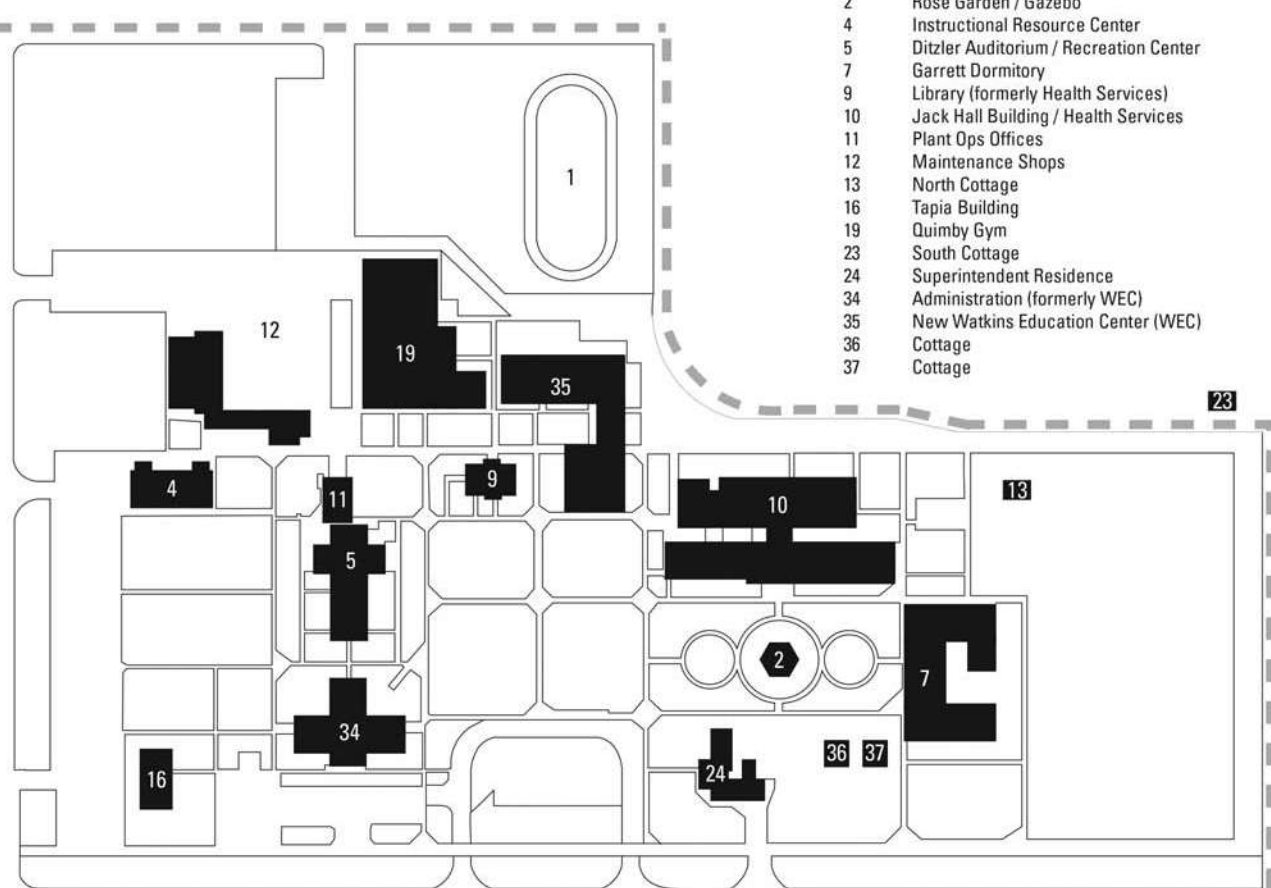 2 Rose Garden / Gazebo
4 Instructional Resource Center
5 Ditzler Auditorium / Recreation Center
7 Garrett Dormitory
9 Library (formerly Health Services)
10 Jack Hall Building / Health Services
11 Plant Ops Offices
12 Maintenance Shops
13 North Cottage
16 Tapia Building
19 Quimby Gym
23 South Cottage
24 Superintendent Residence
34 Administration (formerly WEC)
35 New Watkins Education Center (WEC)
36 Cottage
37 Cottage
1
12
19
35
23
4
11
9
10
13
5
2
7
34
16
24
36
37